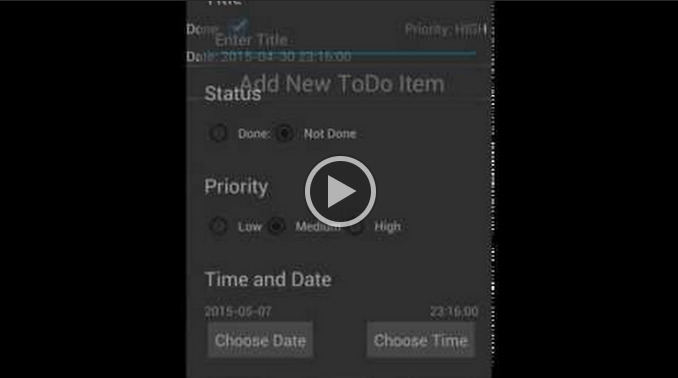 Title
Done: Priority: HIGH
Enter Title
Date: 2015-04-30 23:16:00
Add New ToDo Item
Status
Done: Not Done
Priority
Low Medium High
Time and Date
2015-05-07 23:16:00
Choose Date Choose Time